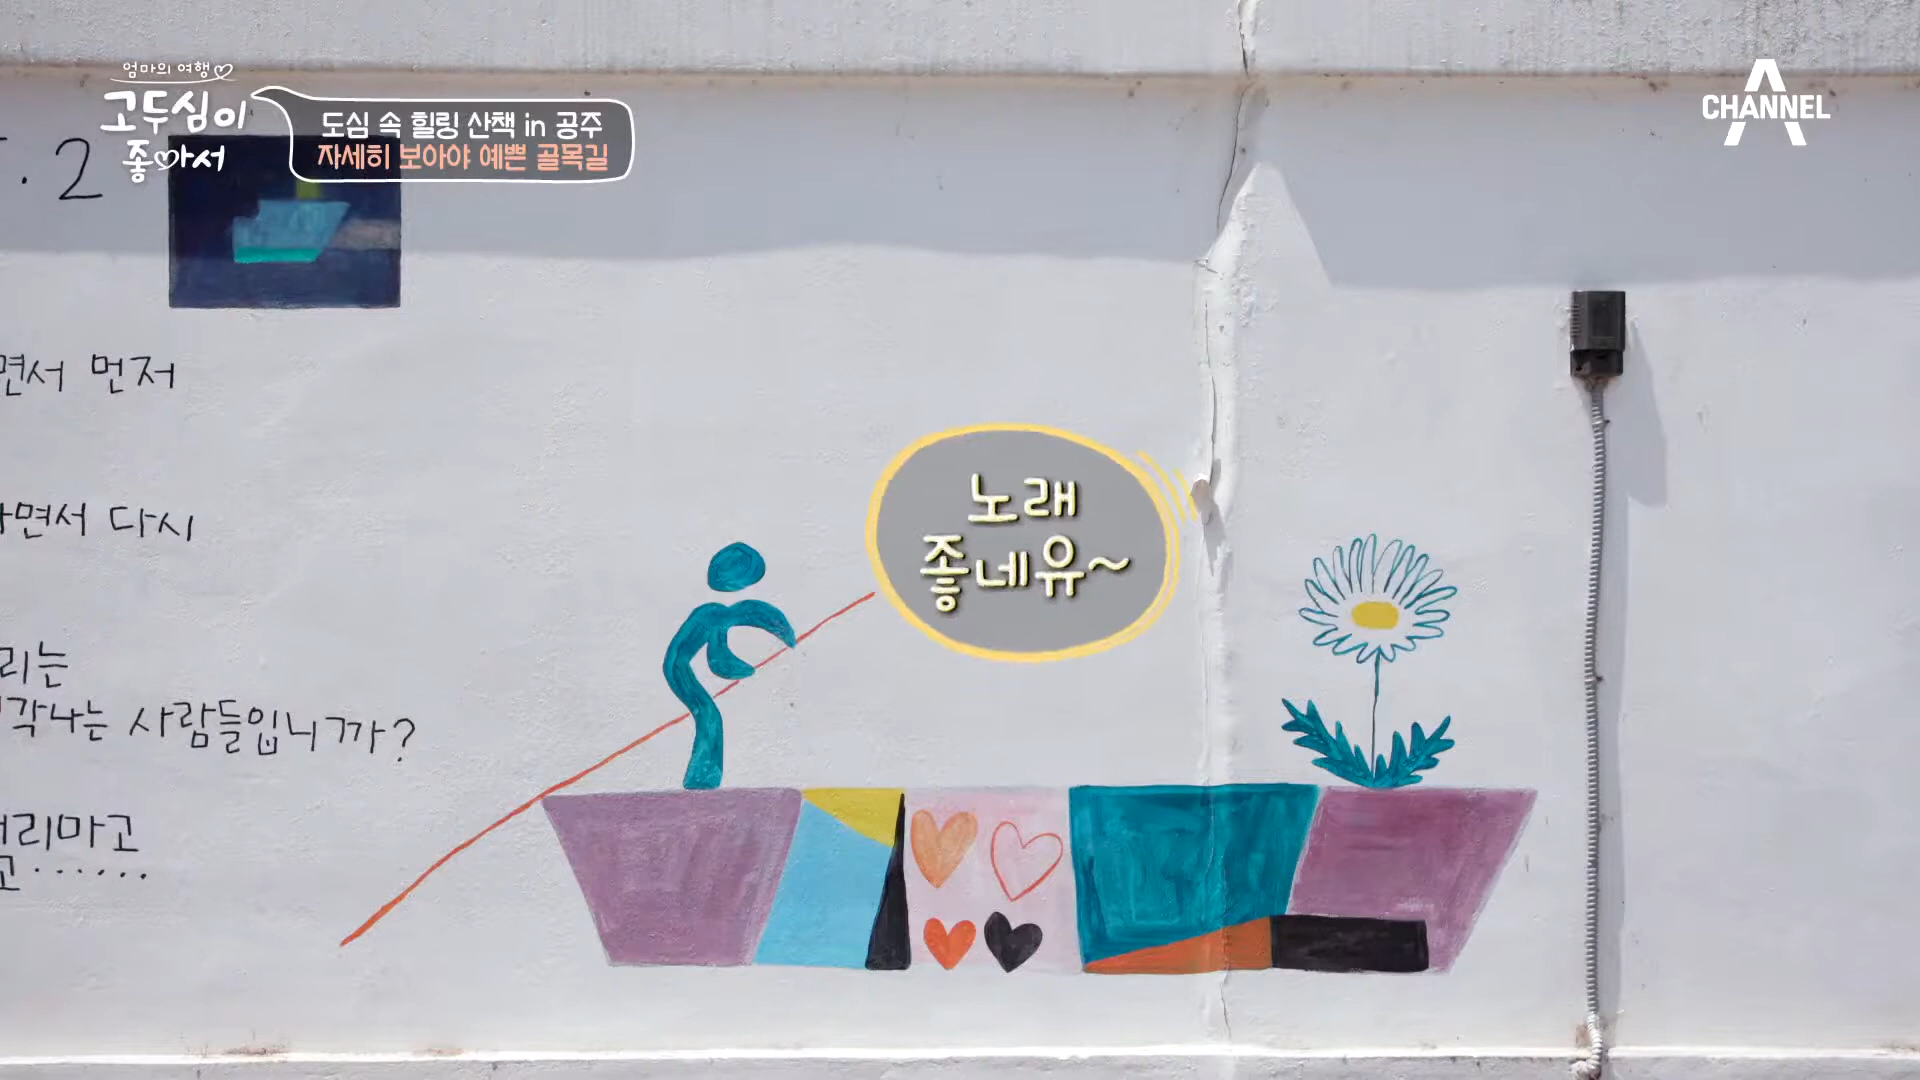 엄마의 여행
고두심이
좋아서
도심 속 힐링 산책 in 공주
자세히 보아야 예쁜 골목길
CHANNEL A
. 2
면서 먼저
노래
좋네유~
면서 다시
리는
각나는 사람들입니까?
리마고
고......